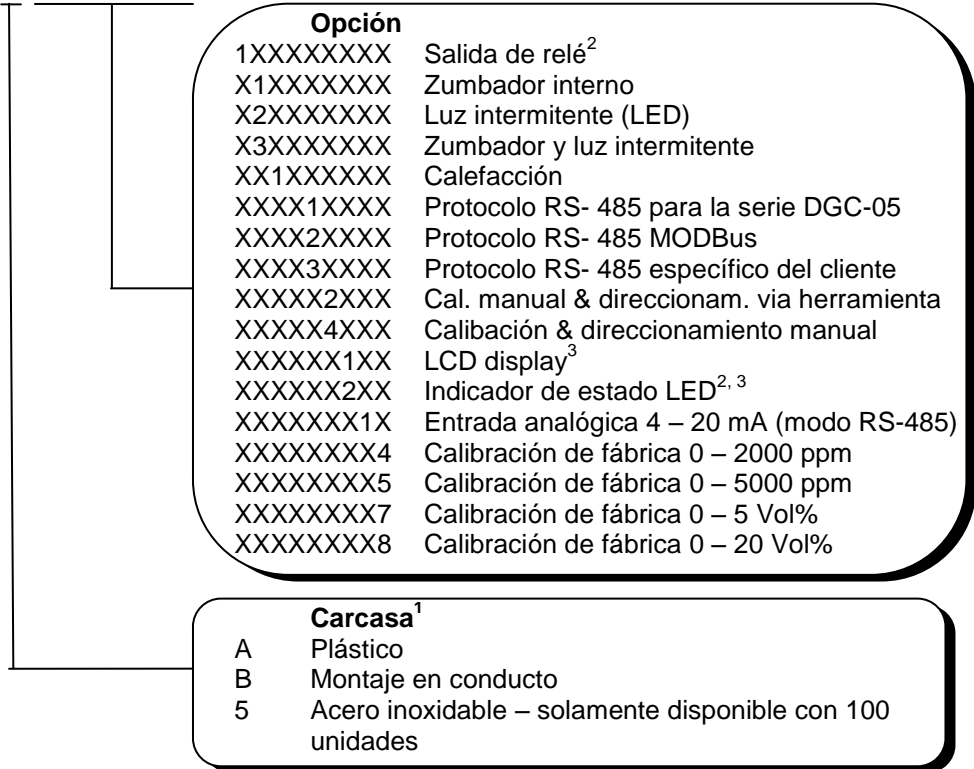 Opción
1XXXXXXXX Salida de relé²
X1XXXXXXX Zumbador interno
X2XXXXXXX Luz intermitente (LED)
X3XXXXXXX Zumbador y luz intermitente
XX1XXXXXX Calefacción
XXXX1XXXX Protocolo RS- 485 para la serie DGC-05
XXXX2XXXX Protocolo RS- 485 MODBus
XXXX3XXXX Protocolo RS- 485 específico del cliente
XXXXX2XXX Cal. manual & direccionam. via herramienta
XXXXX4XXX Calibación & direccionamiento manual
XXXXXX1XX LCD display³
XXXXXX2XX Indicador de estado LED²,³
XXXXXXX1X Entrada analógica 4 – 20 mA (modo RS-485)
XXXXXXXX4 Calibración de fábrica 0 – 2000 ppm
XXXXXXXX5 Calibración de fábrica 0 – 5000 ppm
XXXXXXXX7 Calibración de fábrica 0 – 5 Vol%
XXXXXXXX8 Calibración de fábrica 0 – 20 Vol%
Carcasa¹
A Plástico
B Montaje en conducto
5 Acero inoxidable – solamente disponible con 100
unidades